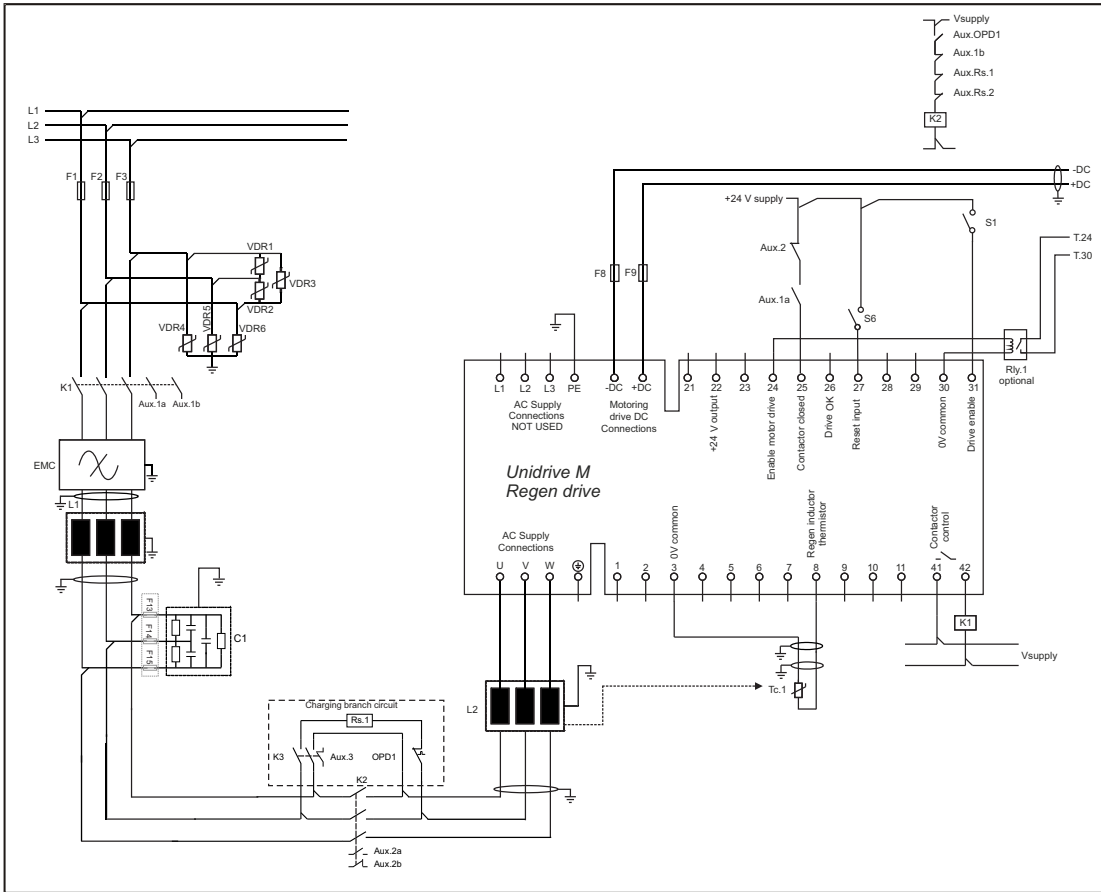 Vsupply
Aux.OPD1
Aux.1b
Aux.Rs.1
Aux.Rs.2
K2
L1
L2
L3
F1 F2 F3
-DC
+DC
+24 V supply
S1
T.24
T.30
Aux.2
F8 F9
Aux.1a
S6
VDR1
VDR3
VDR2
VDR4
VDR5
VDR6
Rly.1
optional
K1
Aux.1a Aux.1b
L1 L2 L3 PE
-DC +DC
21 22 23 24 25 26 27 28 29 30 31
AC Supply
Connections
NOT USED
Motoring
drive DC
Connections
+24 V output
Enable motor drive
Contactor closed
Drive OK
Reset input
0V common
Drive enable
EMC
Unidrive M
Regen drive
L1
AC Supply
Connections
0V common
Regen inductor
thermistor
Contactor
control
U V W
1 2 3 4 5 6 7 8 9 10 11 41 42
F13
F14
F15
C1
K1
Vsupply
Tc.1
L2
Charging branch circuit
Rs.1
K3
Aux.3
OPD1
K2
Aux.2a
Aux.2b